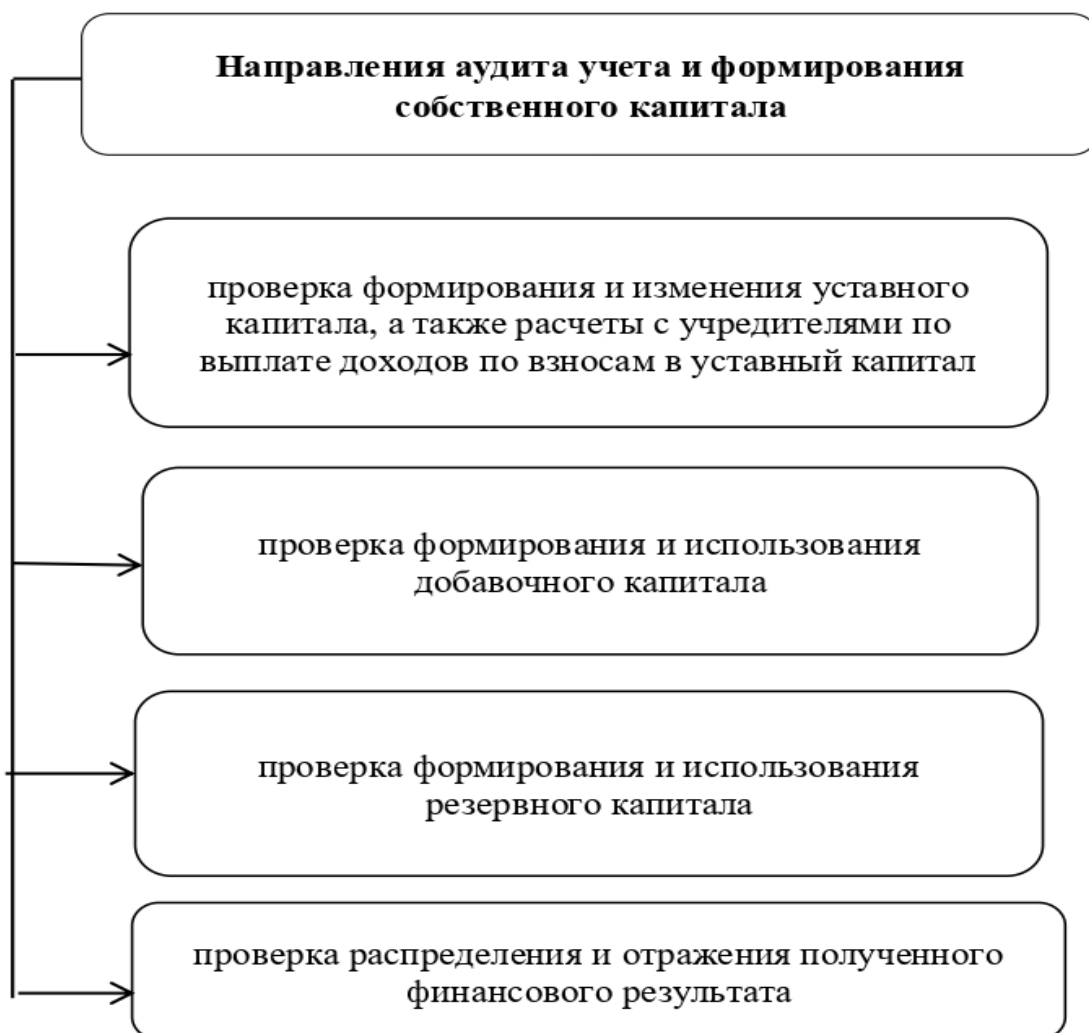 Направления аудита учета и формирования
собственного капитала
проверка формирования и изменения уставного
капитала, а также расчеты с учредителями по
выплате доходов по взносам в уставный капитал
проверка формирования и использования
добавочного капитала
проверка формирования и использования
резервного капитала
проверка распределения и отражения полученного
финансового результата